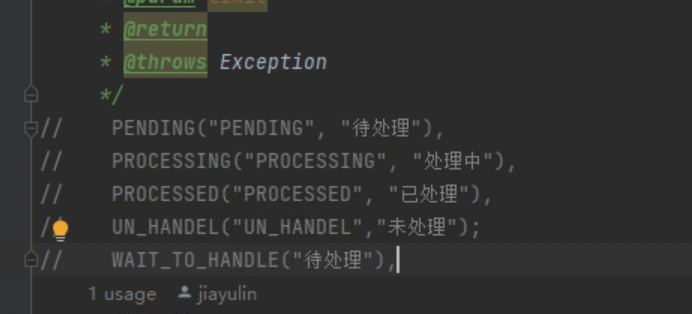 * @param limit
* @return
* @throws Exception
*/
// PENDING("PENDING", "待处理"),
// PROCESSING("PROCESSING", "处理中"),
// PROCESSED("PROCESSED", "已处理"),
/ UN_HANDEL("UN_HANDEL","未处理");
// WAIT_TO_HANDLE("待处理"),
1 usage jiayulin